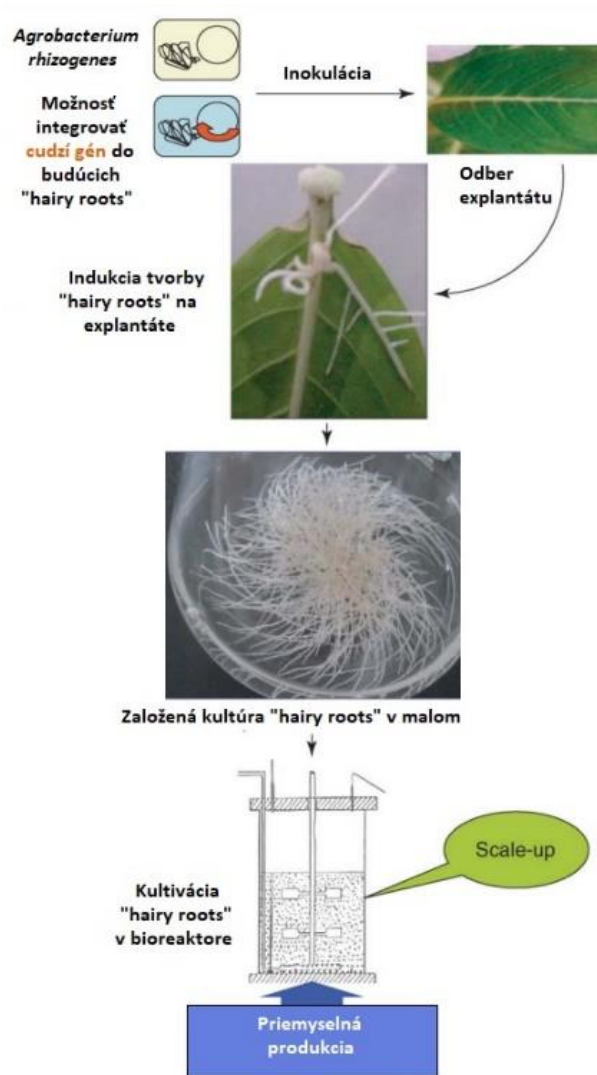 Agrobacterium
rhizogenes
Možnosť
integrovať
cudzí gén do
budúcich
"hairy roots"
Inokulácia
Odber
explantátu
Indukcia tvorby
"hairy roots" na
explantáte
Založená kultúra "hairy roots" v malom
Scale-up
Kultivácia
"hairy roots"
v bioreaktore
Priemyselná
produkcia